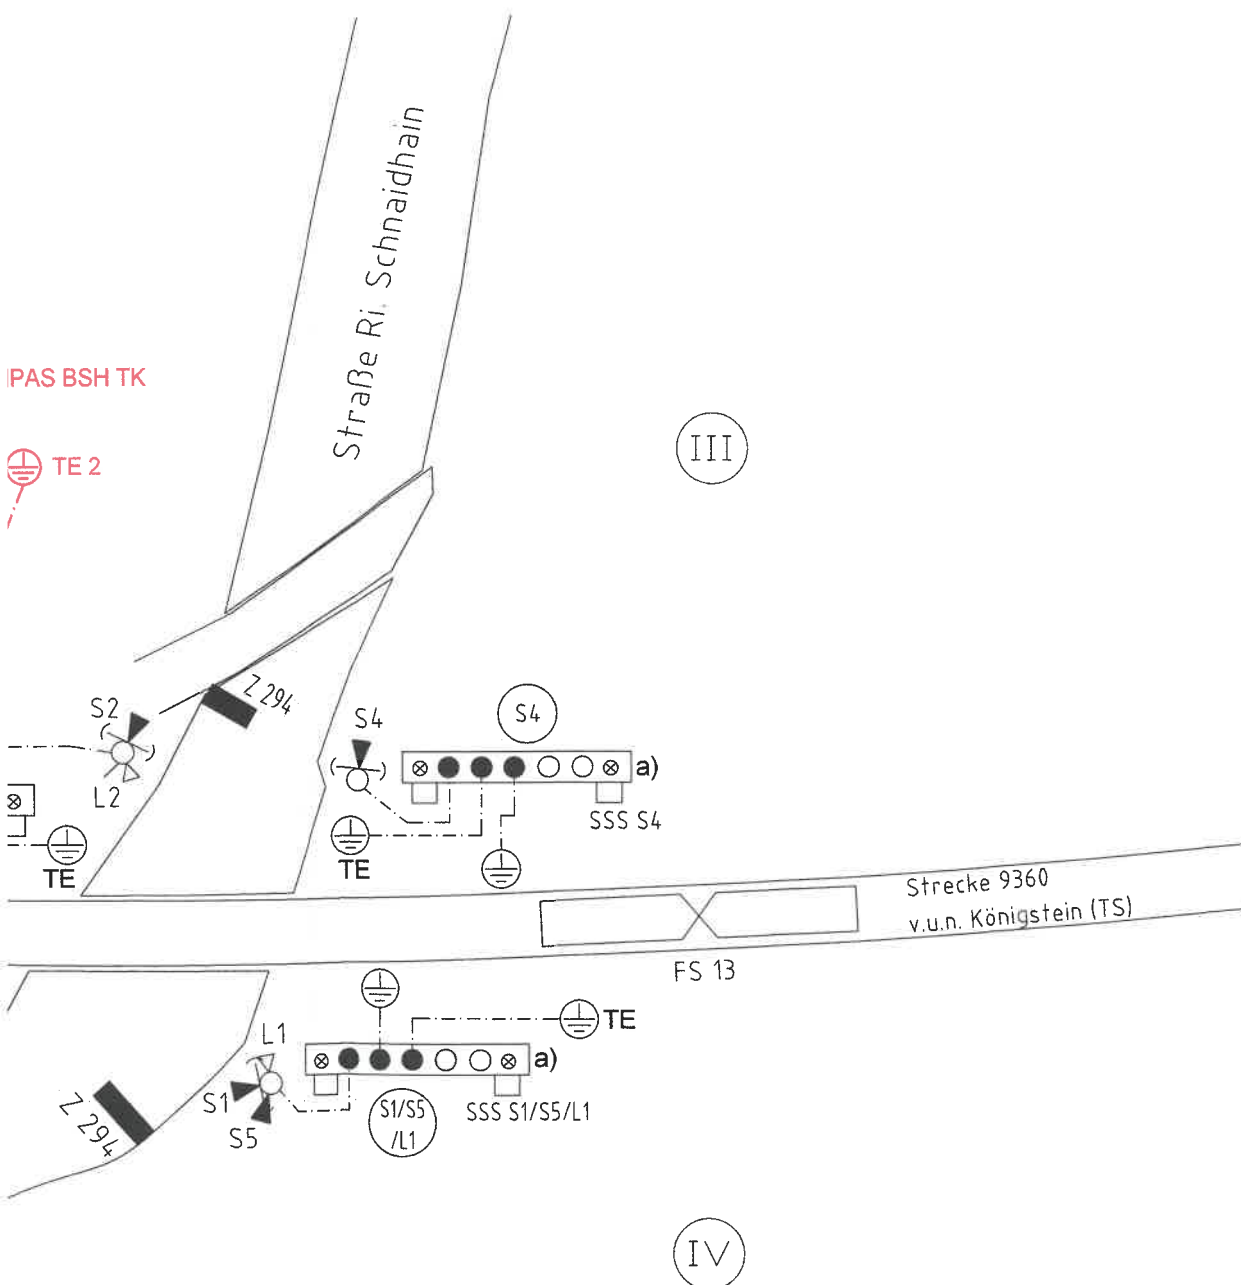 Straße Ri. Schnaidhain
PAS BSH TK
TE 2
III
Z 294
S2
L2
S4
S4
a)
SSS S4
TE
TE
Strecke 9360
v.u.n. Königstein (TS)
FS 13
TE
L1
a)
S1
S5
S1/S5
/L1
SSS S1/S5/L1
Z 294
IV